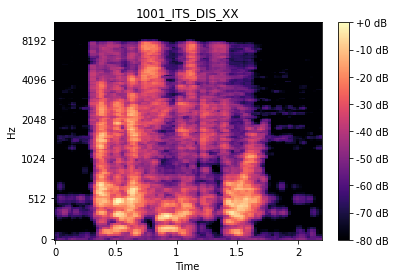 1001_ITS_DIS_XX
8192
4096
2048
1024
512
0
Hz
0
0.5
1
1.5
2
Time
+0 dB
-10 dB
-20 dB
-30 dB
-40 dB
-50 dB
-60 dB
-70 dB
-80 dB